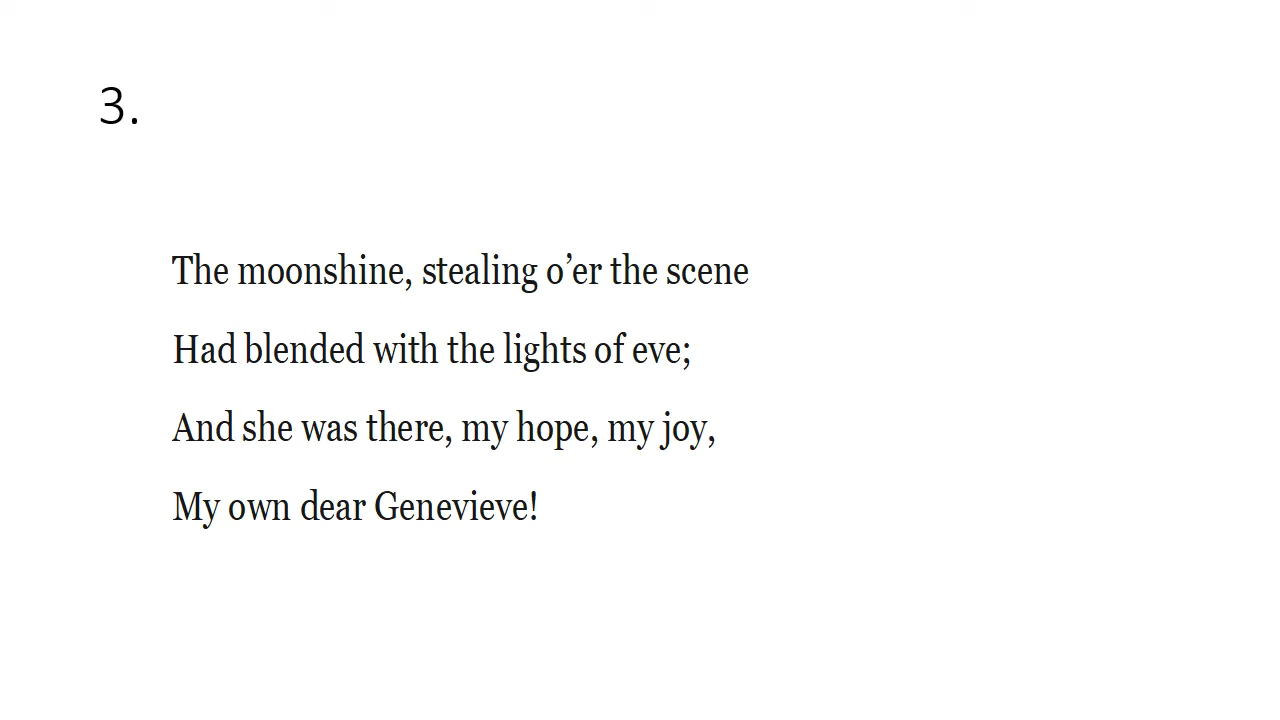 3.
The moonshine, stealing o’er the scene
Had blended with the lights of eve;
And she was there, my hope, my joy,
My own dear Genevieve!